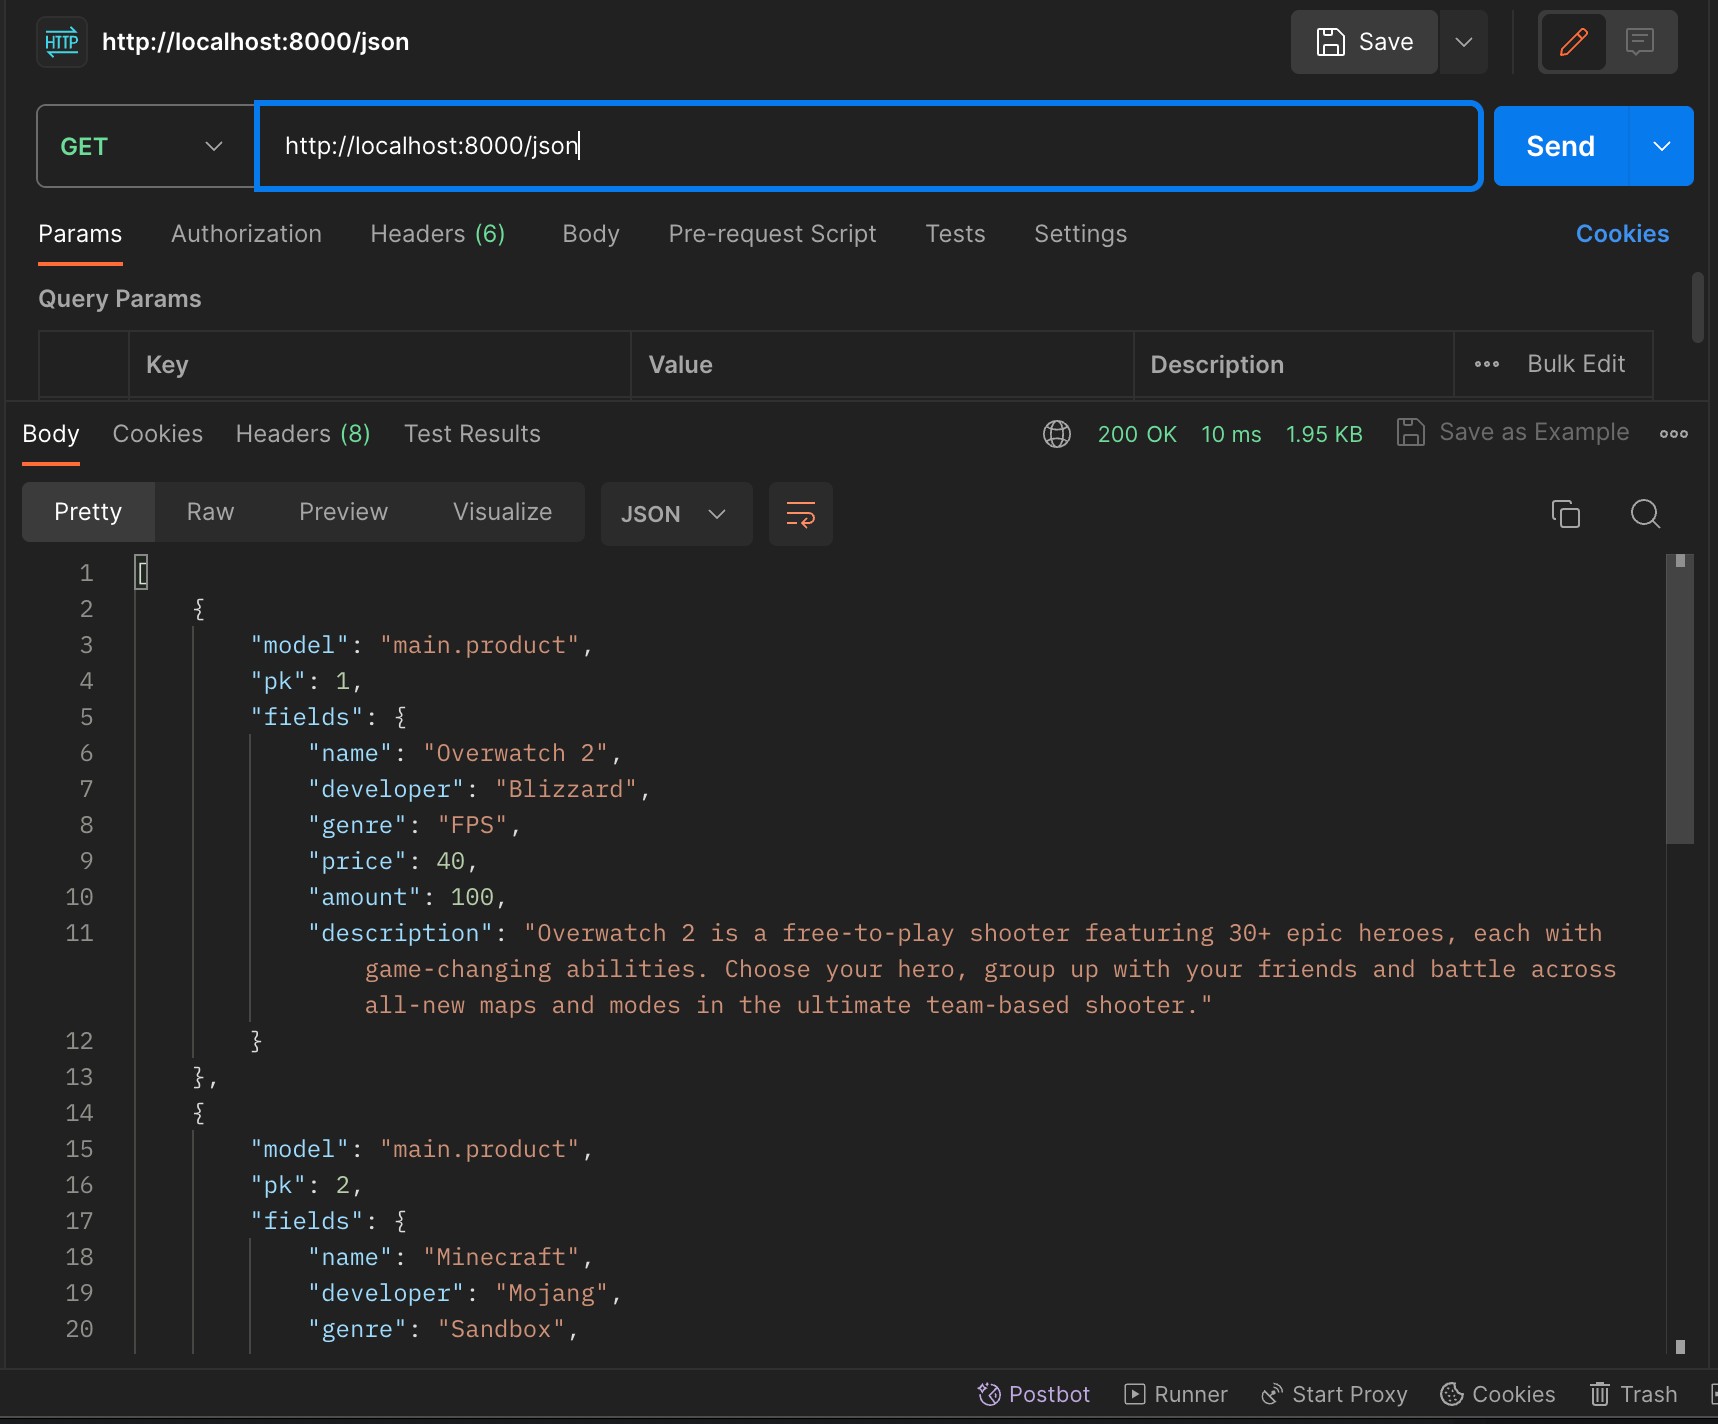 HTTP http://localhost:8000/json Save
GET http://localhost:8000/json Send
Params Authorization Headers (6) Body Pre-request Script Tests Settings Cookies
Query Params
Key Value Description Bulk Edit
Body Cookies Headers (8) Test Results 200 OK 10 ms 1.95 KB Save as Example
Pretty Raw Preview Visualize JSON
1 [
2 {
3 "model": "main.product",
4 "pk": 1,
5 "fields": {
6 "name": "Overwatch 2",
7 "developer": "Blizzard",
8 "genre": "FPS",
9 "price": 40,
10 "amount": 100,
11 "description": "Overwatch 2 is a free-to-play shooter featuring 30+ epic heroes, each with
game-changing abilities. Choose your hero, group up with your friends and battle across
all-new maps and modes in the ultimate team-based shooter."
12 }
13 },
14 {
15 "model": "main.product",
16 "pk": 2,
17 "fields": {
18 "name": "Minecraft",
19 "developer": "Mojang",
20 "genre": "Sandbox",
Postbot Runner Start Proxy Cookies Trash